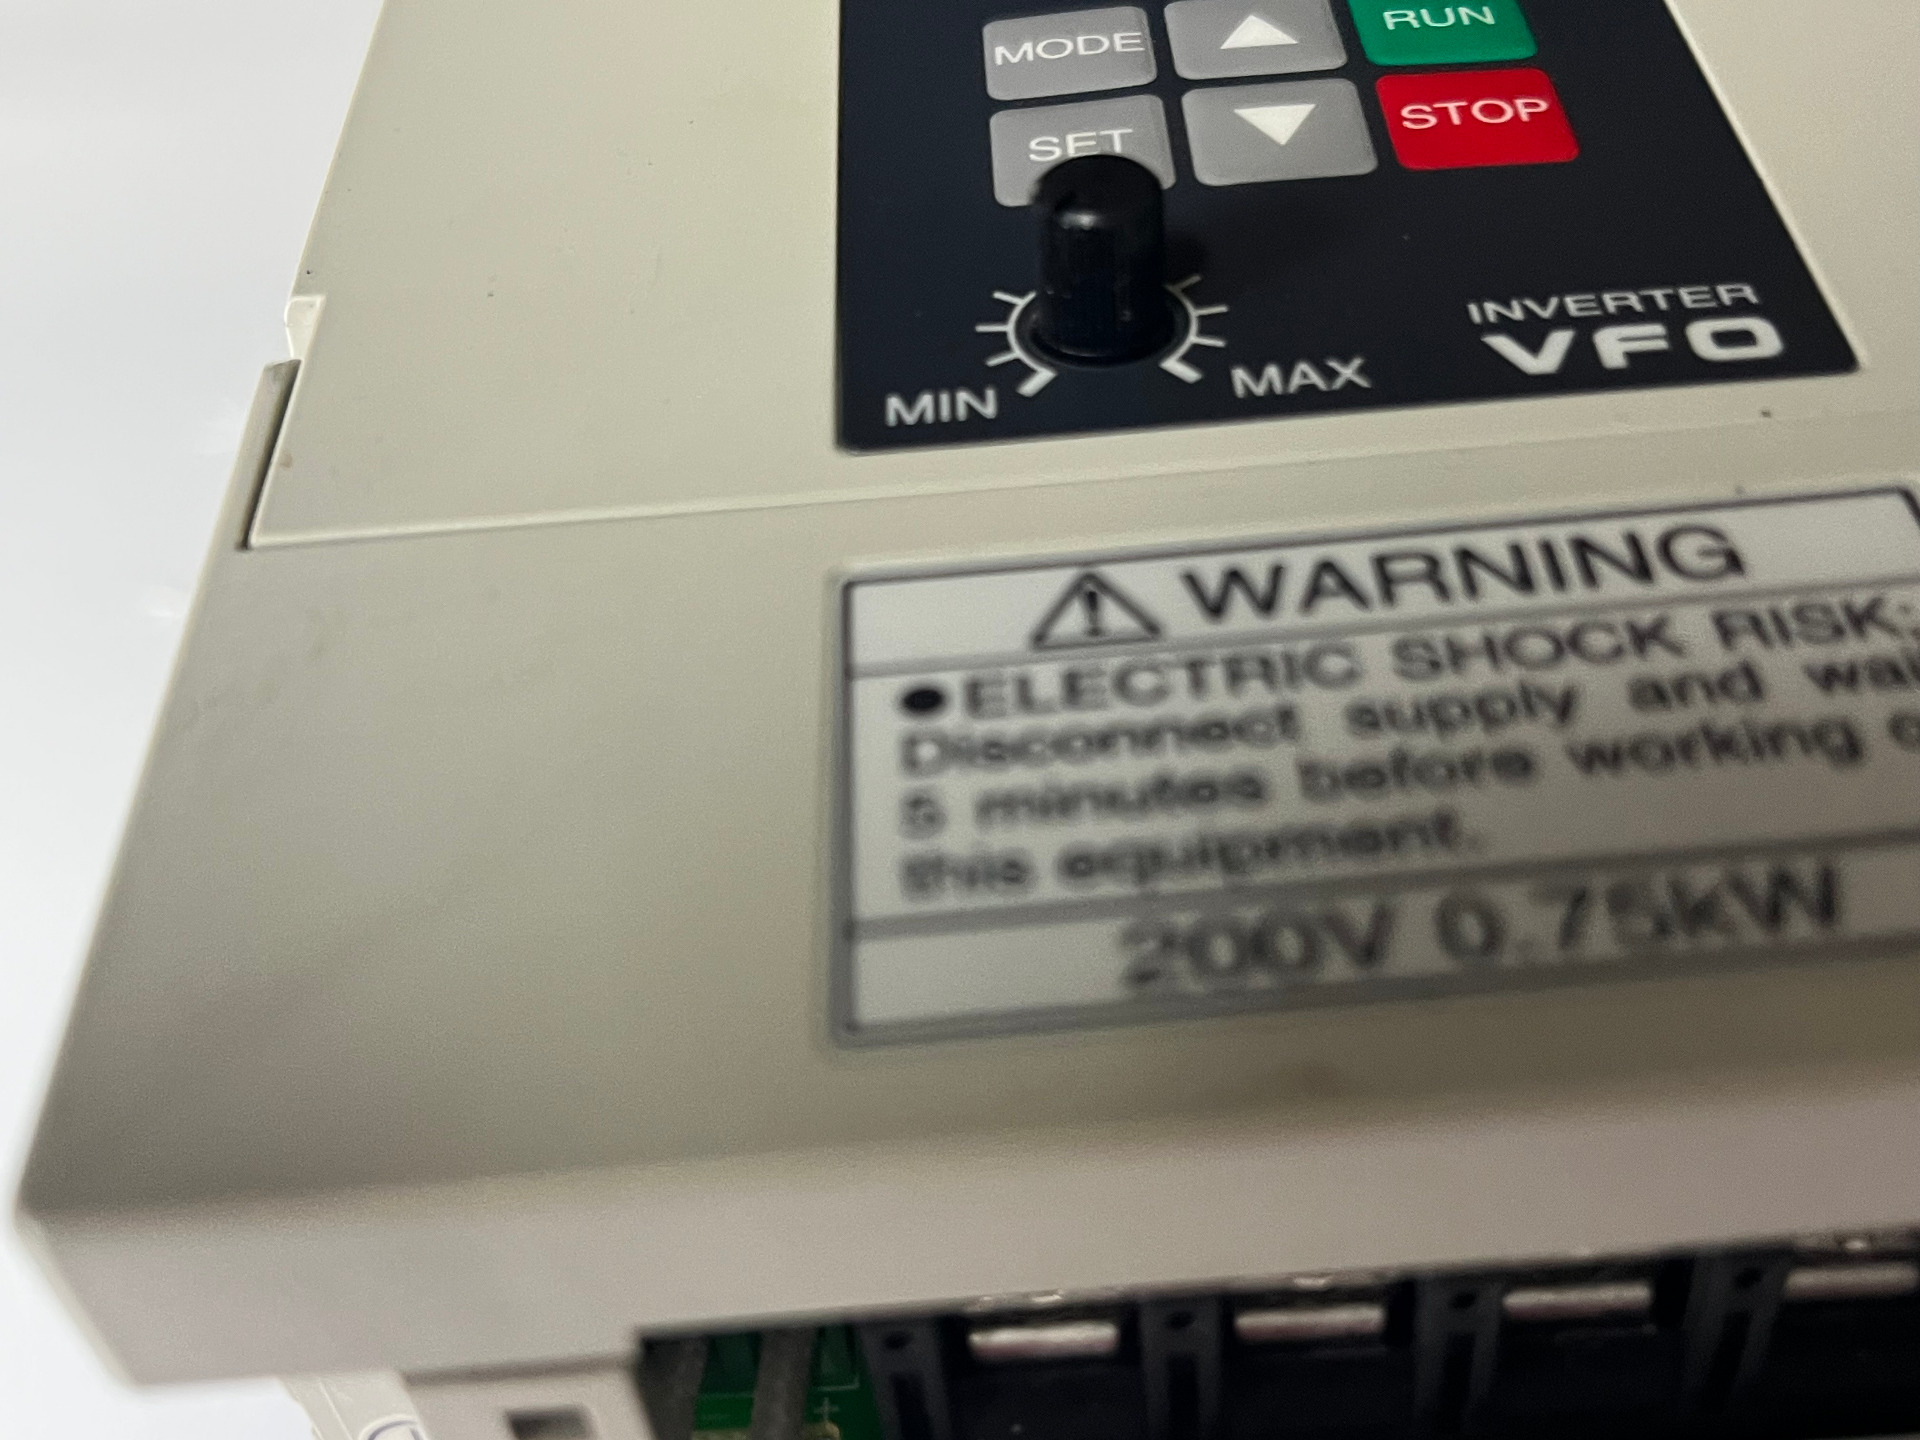 MODE
RUN
SET
STOP
MIN
MAX
INVERTER
VFO
WARNING
●ELECTRIC SHOCK RISK:
Disconnect supply and wai
5 minutes before working
this equipment.
200V 0.75kW